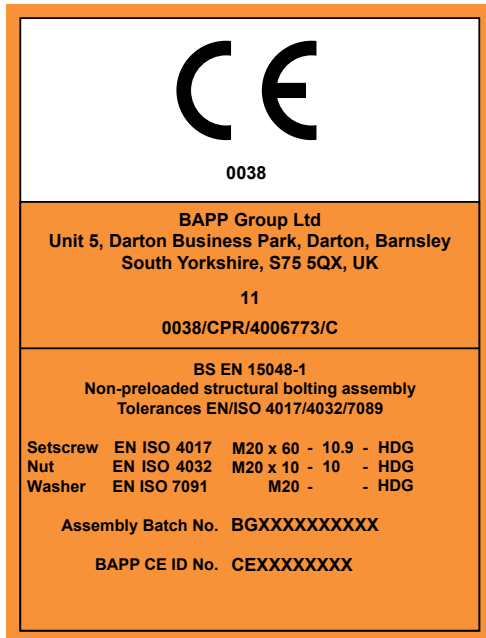 CE
0038
BAPP Group Ltd
Unit 5, Darton Business Park, Darton, Barnsley
South Yorkshire, S75 5QX, UK
11
0038/CPR/4006773/C
BS EN 15048-1
Non-preloaded structural bolting assembly
Tolerances EN/ISO 4017/4032/7089
Setscrew EN ISO 4017 M20 x 60 - 10.9 - HDG
Nut EN ISO 4032 M20 x 10 - 10 - HDG
Washer EN ISO 7091 M20 - - HDG
Assembly Batch No. BGXXXXXXXXXX
BAPP CE ID No. CEXXXXXXXX